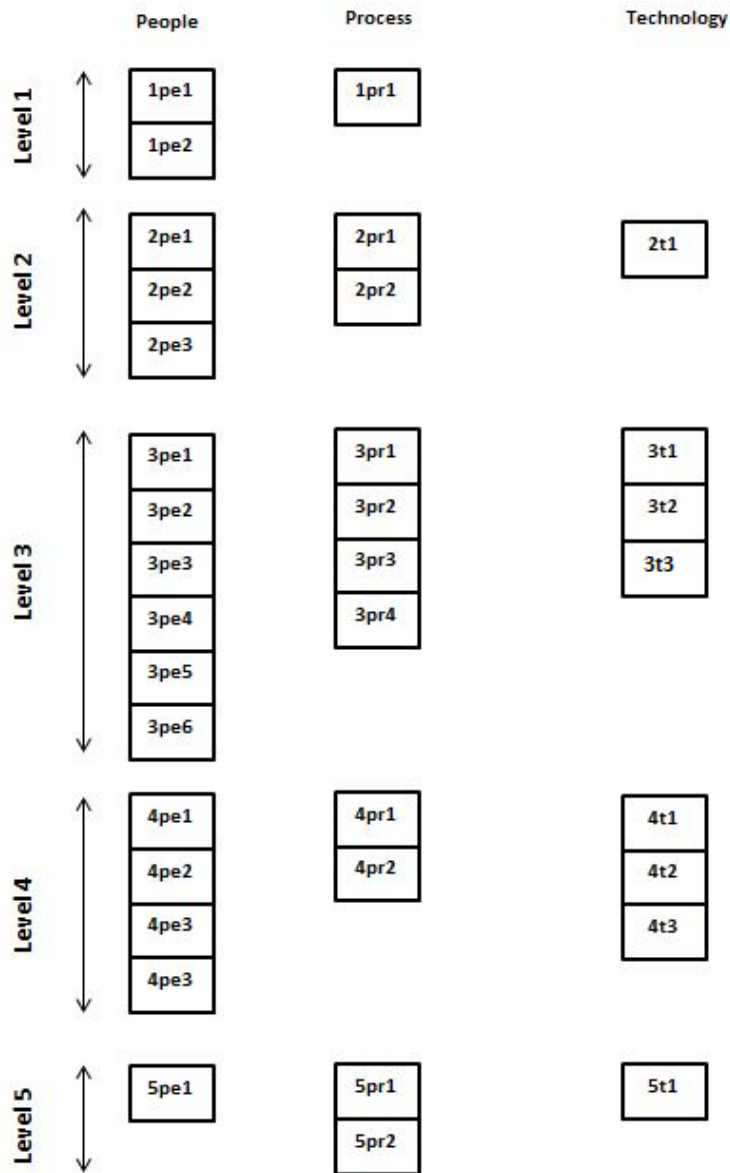 People Process Technology
Level 1
1pe1 1pr1
1pe2
Level 2
2pe1 2pr1 2t1
2pe2 2pr2
2pe3
Level 3
3pe1 3pr1 3t1
3pe2 3pr2 3t2
3pe3 3pr3 3t3
3pe4 3pr4
3pe5
3pe6
Level 4
4pe1 4pr1 4t1
4pe2 4pr2 4t2
4pe3 4t3
4pe3
Level 5
5pe1 5pr1 5t1
5pr2